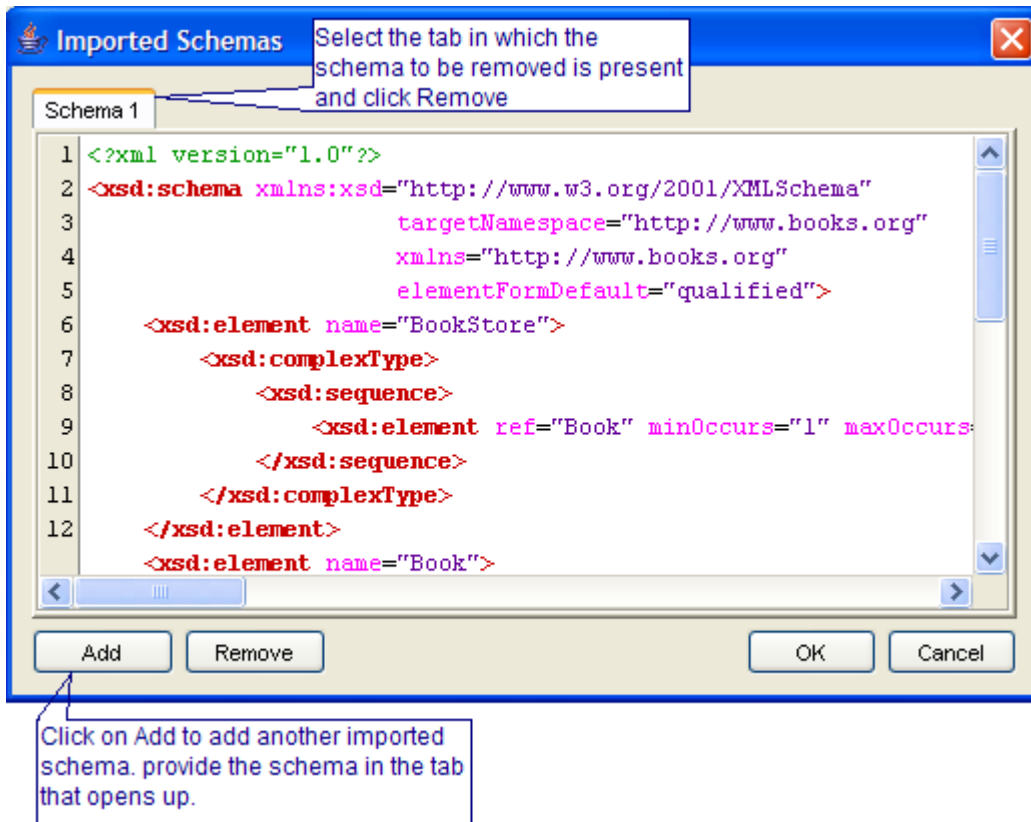 Imported Schemas
Select the tab in which the
schema to be removed is present
and click Remove
Schema 1
1 <?xml version="1.0"?>
2 <xsd:schema xmlns:xsd="http://www.w3.org/2001/XMLSchema"
3 targetNamespace="http://www.books.org"
4 xmlns="http://www.books.org"
5 elementFormDefault="qualified">
6 <xsd:element name="BookStore">
7 <xsd:complexType>
8 <xsd:sequence>
9 <xsd:element ref="Book" minOccurs="1" maxOccurs=
10 </xsd:sequence>
11 </xsd:complexType>
12 </xsd:element>
<xsd:element name="Book">
Add Remove OK Cancel
Click on Add to add another imported
schema. provide the schema in the tab
that opens up.